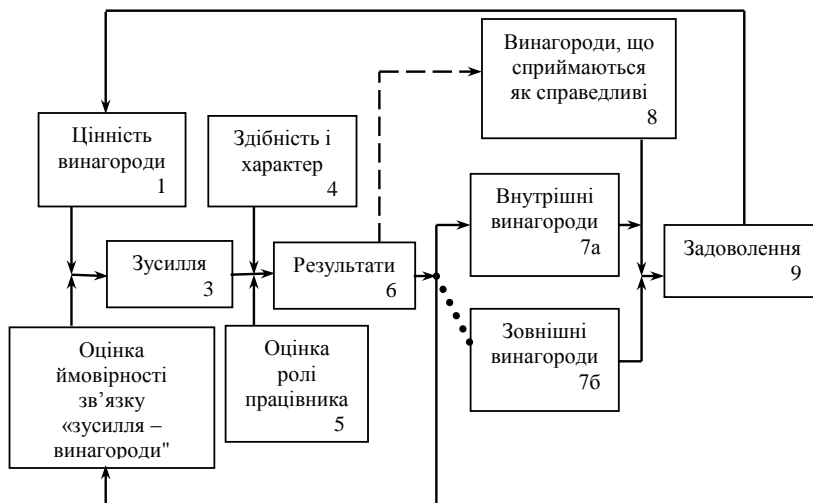 Винагороди, що
сприймаються
як справедливі
8
Цінність
винагороди
1
Здібність і
характер
4
Внутрішні
винагороди
7а
Зусилля
3
Результати
6
Задоволення
9
Зовнішні
винагороди
7б
Оцінка
ймовірності
зв’язку
«зусилля –
винагороди"
Оцінка
ролі
працівника
5